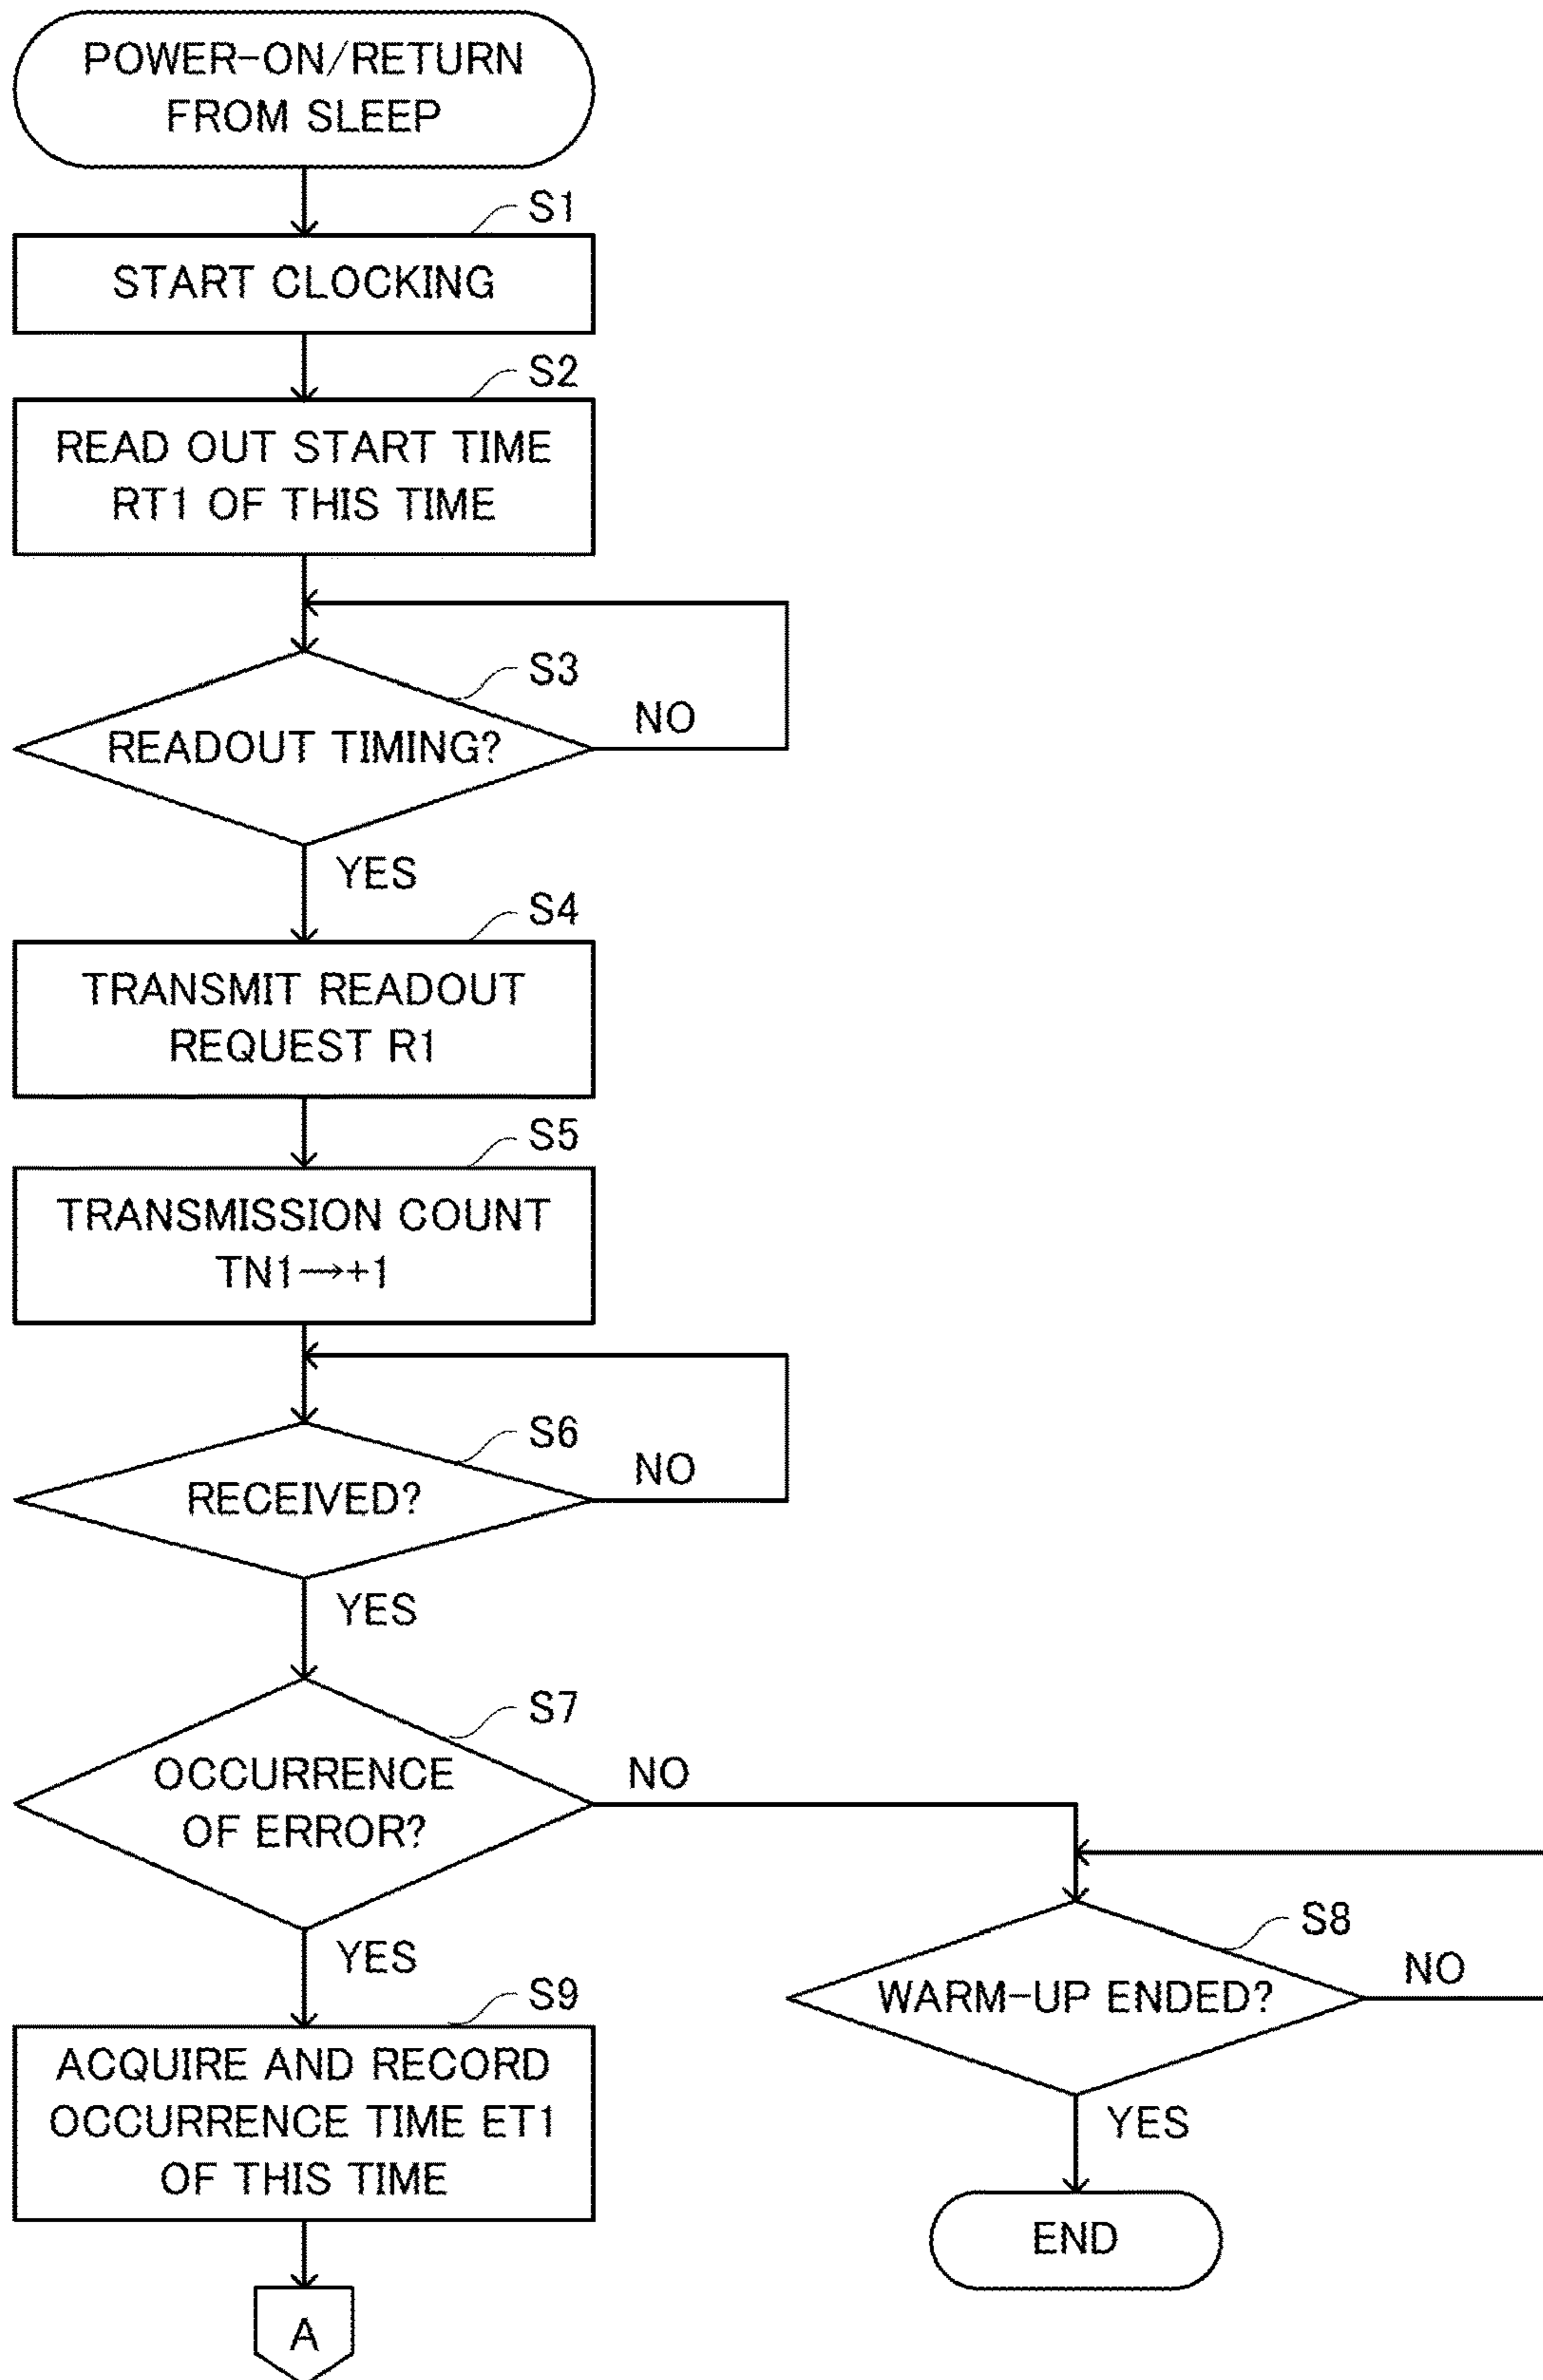 POWER-ON/RETURN
FROM SLEEP
S1
START CLOCKING
S2
READ OUT START TIME
RT1 OF THIS TIME
S3
READOUT TIMING?
NO
YES
S4
TRANSMIT READOUT
REQUEST R1
S5
TRANSMISSION COUNT
TN1→+1
S6
RECEIVED?
NO
YES
S7
OCCURRENCE
OF ERROR?
NO
YES
S8
WARM-UP ENDED?
NO
YES
END
S9
ACQUIRE AND RECORD
OCCURRENCE TIME ET1
OF THIS TIME
A